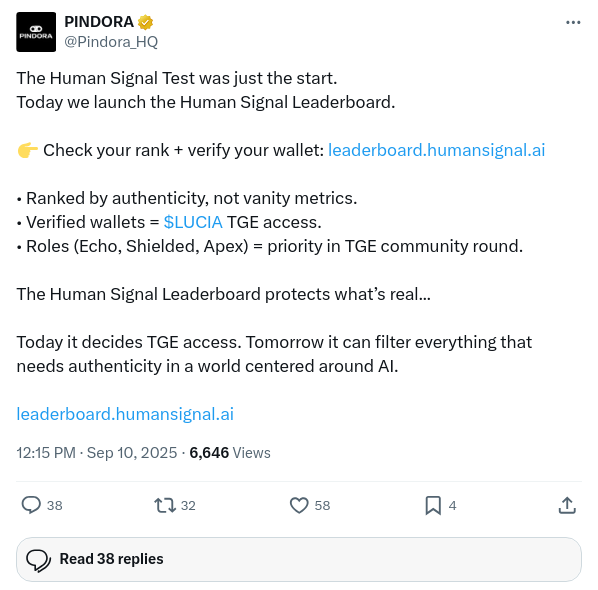 PINDORA
PINDORA
@Pindora_HQ
The Human Signal Test was just the start.
Today we launch the Human Signal Leaderboard.
👉 Check your rank + verify your wallet: leaderboard.humansignal.ai
• Ranked by authenticity, not vanity metrics.
• Verified wallets = $LUCIA TGE access.
• Roles (Echo, Shielded, Apex) = priority in TGE community round.
The Human Signal Leaderboard protects what’s real...
Today it decides TGE access. Tomorrow it can filter everything that
needs authenticity in a world centered around AI.
leaderboard.humansignal.ai
12:15 PM · Sep 10, 2025 · 6,646 Views
38 32 58 4
Read 38 replies